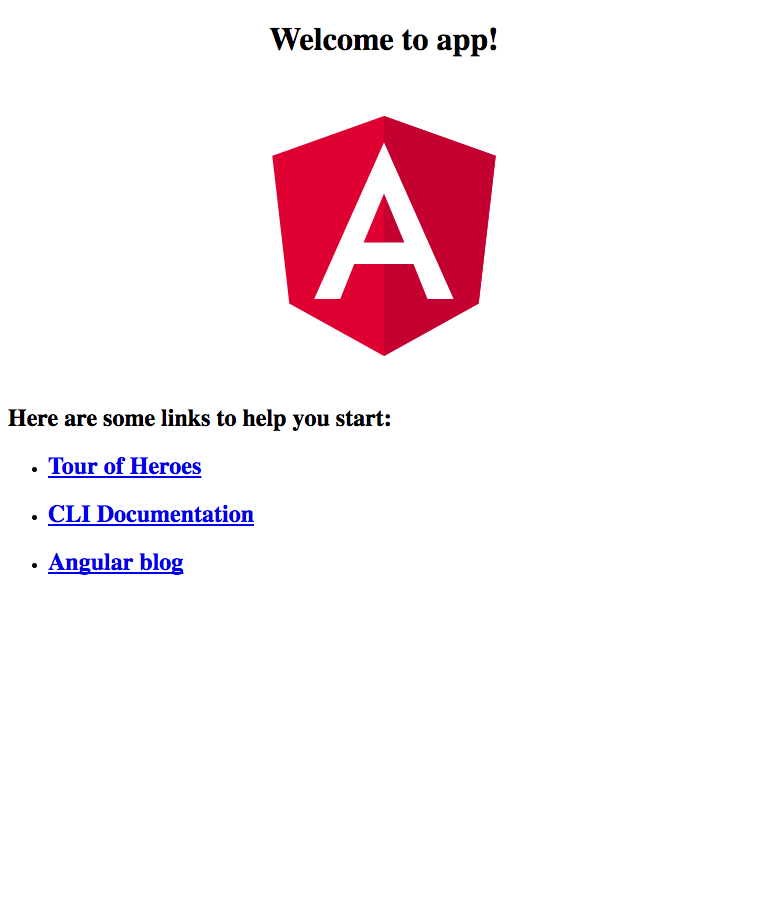 Welcome to app!
A
Here are some links to help you start:
Tour of Heroes
CLI Documentation
Angular blog